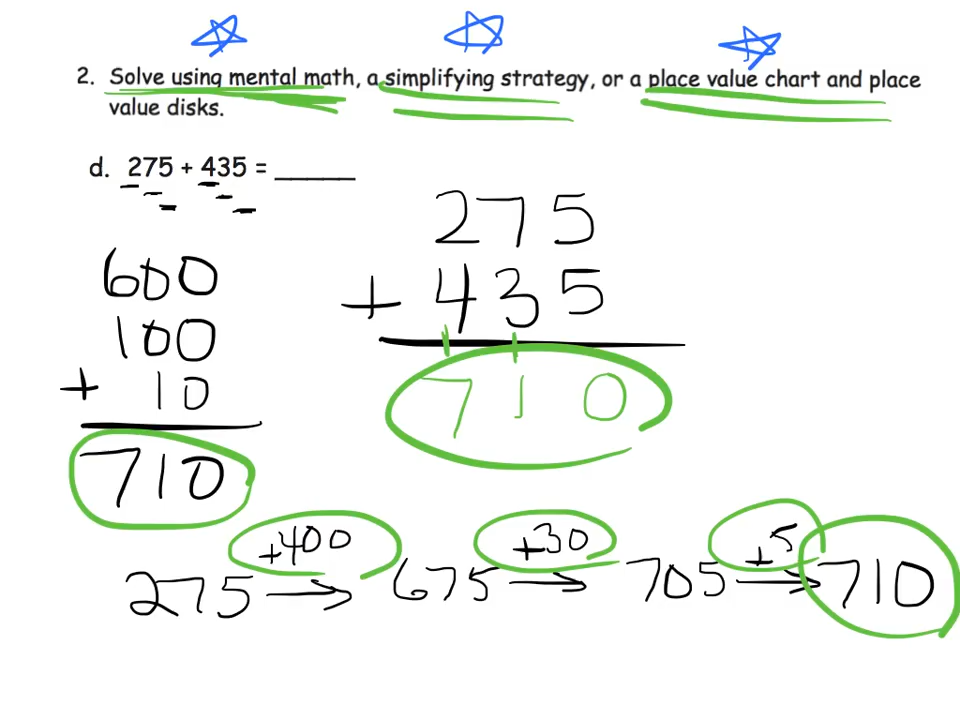 2. Solve using mental math, a simplifying strategy, or a place value chart and place
value disks.
d. 275 + 435 = _____
600
100
+ 10
710
275
+ 435
710
+400 +30 +5
275 → 675 → 705 → 710